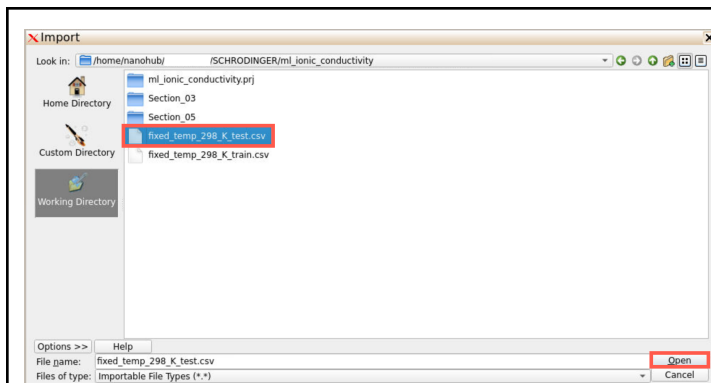 Import
Look in: /home/nanohub/ /SCHRODINGER/ml_ionic_conductivity
Home Directory
Custom Directory
Working Directory
ml_ionic_conductivity.prj
Section_03
Section_05
fixed_temp_298_K_test.csv
fixed_temp_298_K_train.csv
Options >> Help
File name: fixed_temp_298_K_test.csv Open
Files of type: Importable File Types (*.*) Cancel